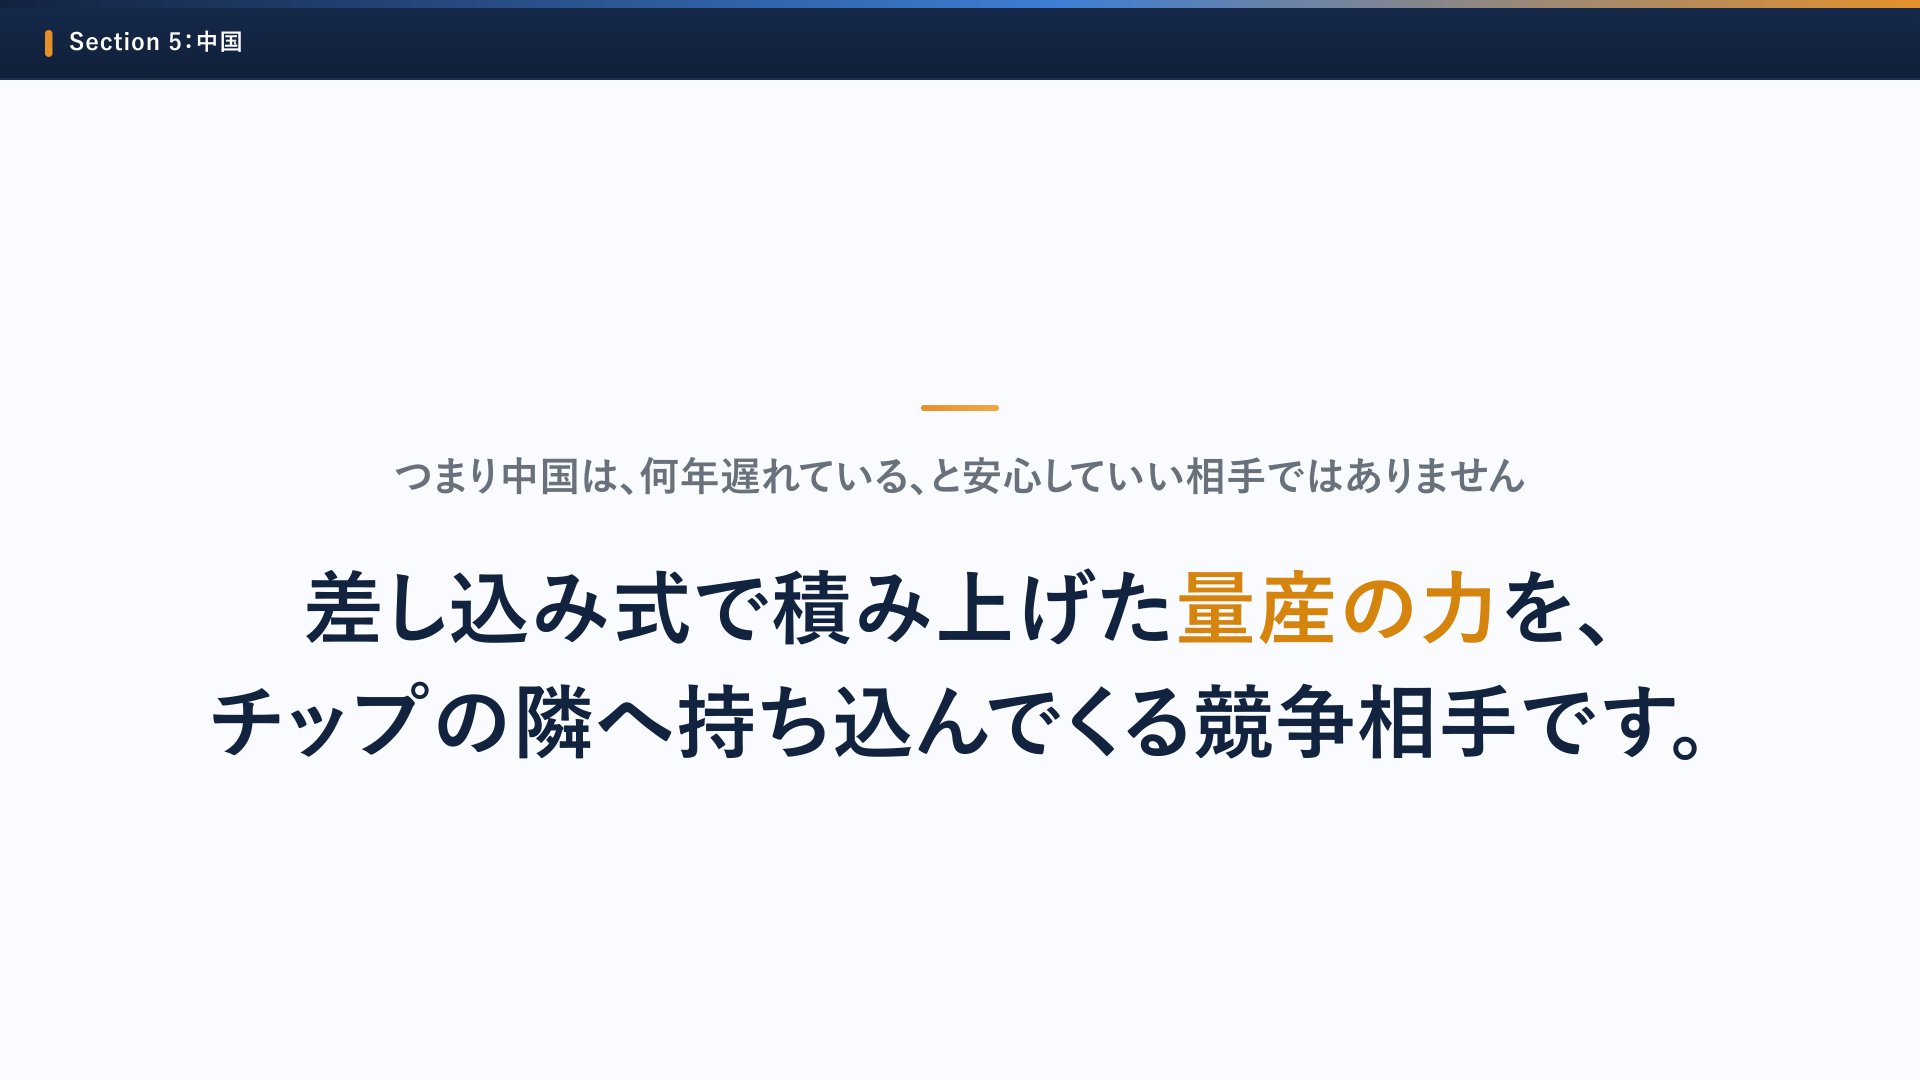 Section 5：中国
つまり中国は、何年遅れている、と安心していい相手ではありません
差し込み式で積み上げた量産の力を、
チップの隣へ持ち込んでくる競争相手です。